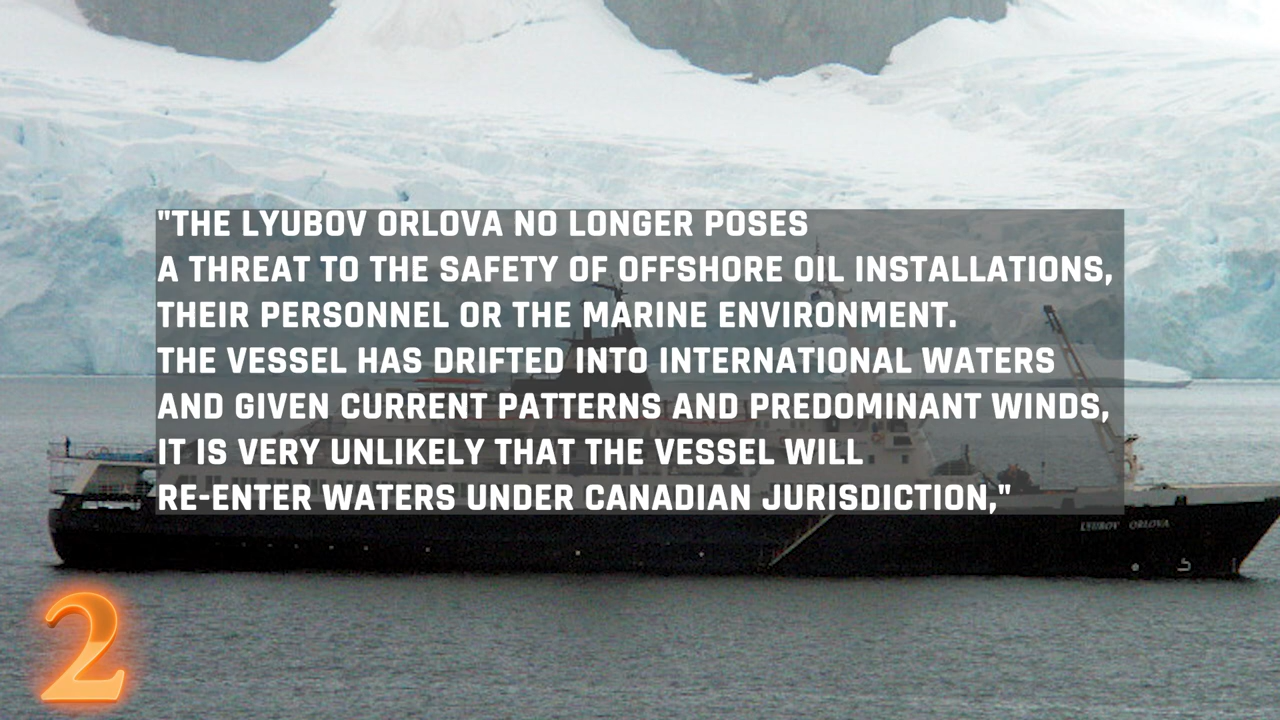 "THE LYUBOV ORLOVA NO LONGER POSES
A THREAT TO THE SAFETY OF OFFSHORE OIL INSTALLATIONS,
THEIR PERSONNEL OR THE MARINE ENVIRONMENT.
THE VESSEL HAS DRIFTED INTO INTERNATIONAL WATERS
AND GIVEN CURRENT PATTERNS AND PREDOMINANT WINDS,
IT IS VERY UNLIKELY THAT THE VESSEL WILL
RE-ENTER WATERS UNDER CANADIAN JURISDICTION,"
LYUBOV ORLOVA
2